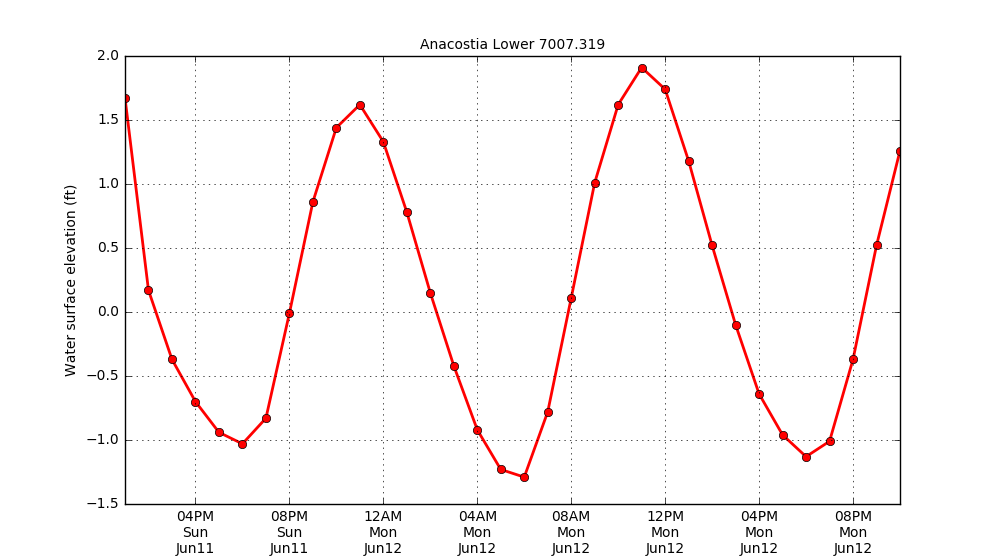 Anacostia Lower 7007.319
Water surface elevation (ft)
2.0
1.5
1.0
0.5
0.0
−0.5
−1.0
−1.5
04PM 08PM 12AM 04AM 08AM 12PM 04PM 08PM
Sun Sun Mon Mon Mon Mon Mon Mon
Jun11 Jun11 Jun12 Jun12 Jun12 Jun12 Jun12 Jun12